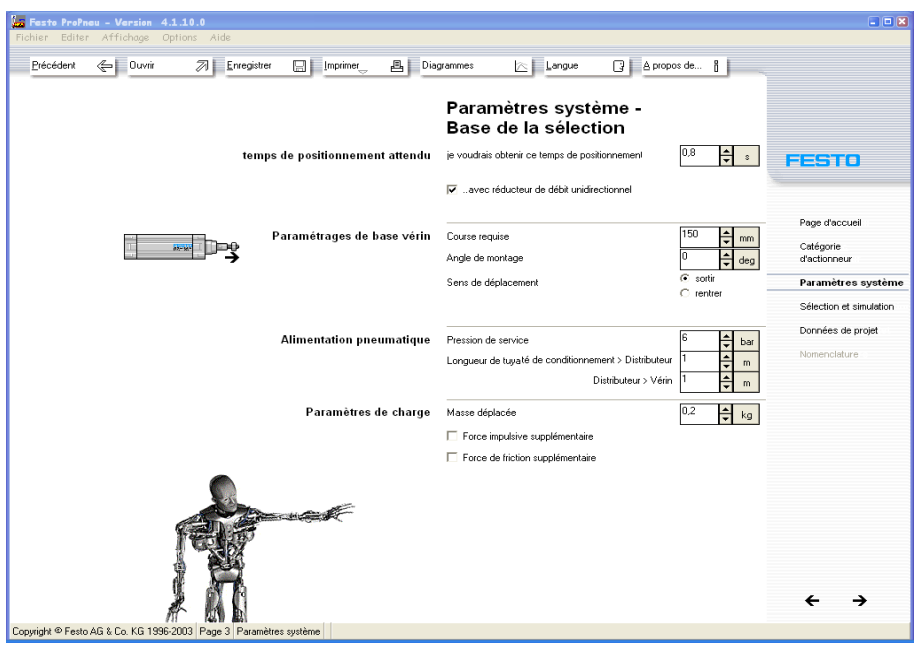 Festo ProPneu - Version 4.1.10.0
Fichier Editer Affichage Options Aide
Précédent Ouvrir Enregistrer Imprimer Diagrammes Langue A propos de...
Paramètres système -
Base de la sélection
temps de positionnement attendu je voudrais obtenir ce temps de positionnement 0,8 s
..avec réducteur de débit unidirectionnel
FESTO
Paramétrages de base vérin Course requise 150 mm
Angle de montage 0 deg
Sens de déplacement sortir
rentrer
Alimentation pneumatique Pression de service 6 bar
Longueur de tuyaté de conditionnement > Distributeur 1 m
Distributeur > Vérin 1 m
Paramètres de charge Masse déplacée 0,2 kg
Force impulsive supplémentaire
Force de friction supplémentaire
Page d'accueil
Catégorie
d'actionneur
Paramètres système
Sélection et simulation
Données de projet
Nomenclature
Copyright © Festo AG & Co. KG 1996-2003 Page 3 Paramètres système